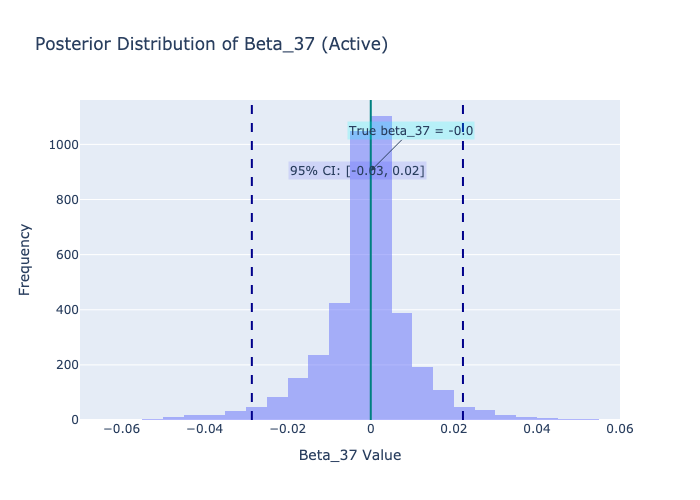 Posterior Distribution of Beta_37 (Active)
True beta_37 = -0.0
95% CI: [-0.03, 0.02]
1000
800
600
400
200
0
Frequency
−0.06
−0.04
−0.02
0
0.02
0.04
0.06
Beta_37 Value